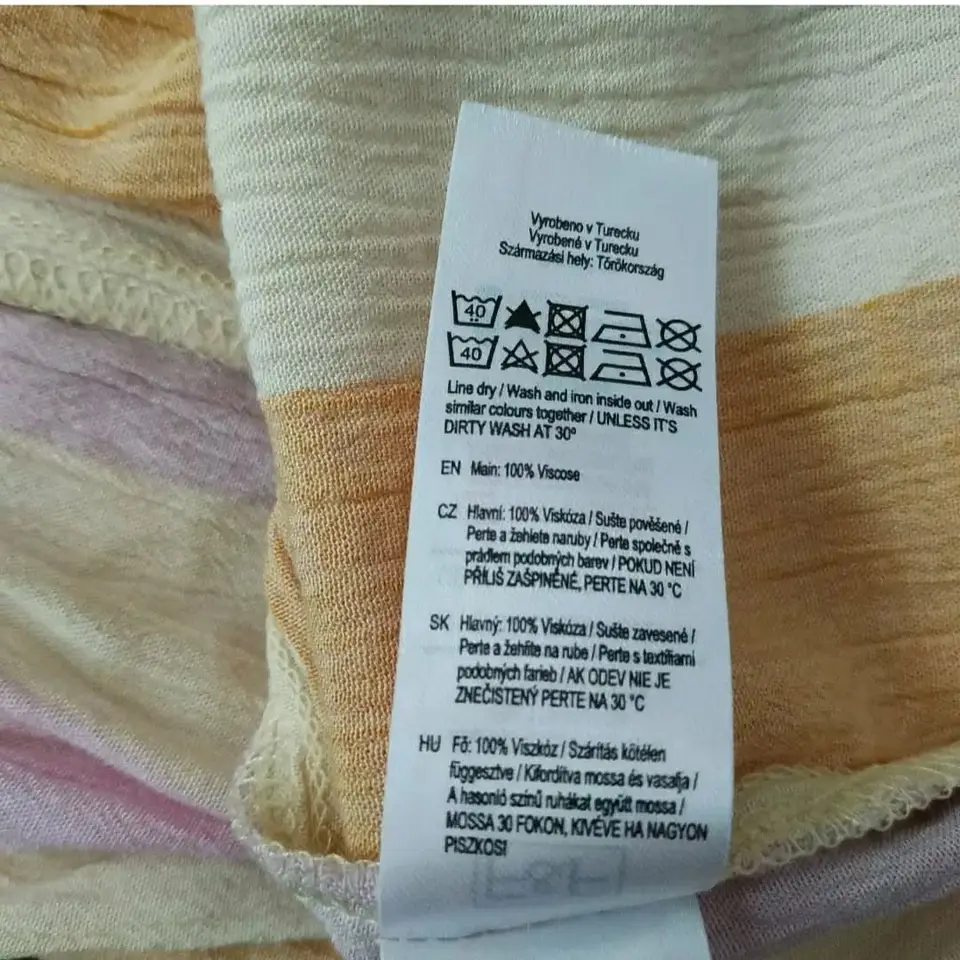 Vyrobeno v Turecku
Vyrobené v Turecku
Származási hely: Törökország
40
40
Line dry / Wash and iron inside out / Wash
similar colours together / UNLESS IT'S
DIRTY WASH AT 30º
EN Main: 100% Viscose
CZ Hlavní: 100% Viskóza / Sušte pověšené /
Perte a žehlete naruby / Perte společně s
prádlem podobných barev / POKUD NENÍ
PŘÍLIŠ ZAŠPINĚNÉ, PERTE NA 30 °C
SK Hlavný: 100% Viskóza / Sušte zavesené /
Perte a žehlite na rube / Perte s textíliami
podobných farieb / AK ODEV NIE JE
ZNEČISTENÝ PERTE NA 30 °C
HU Fő: 100% Viszkóz / Szárítás kötélen
függesztve / Kifordítva mossa és vasalja /
A hasonló színű ruhákat együtt mossa /
MOSSA 30 FOKON, KIVÉVE HA NAGYON
PISZKOS!
F&F